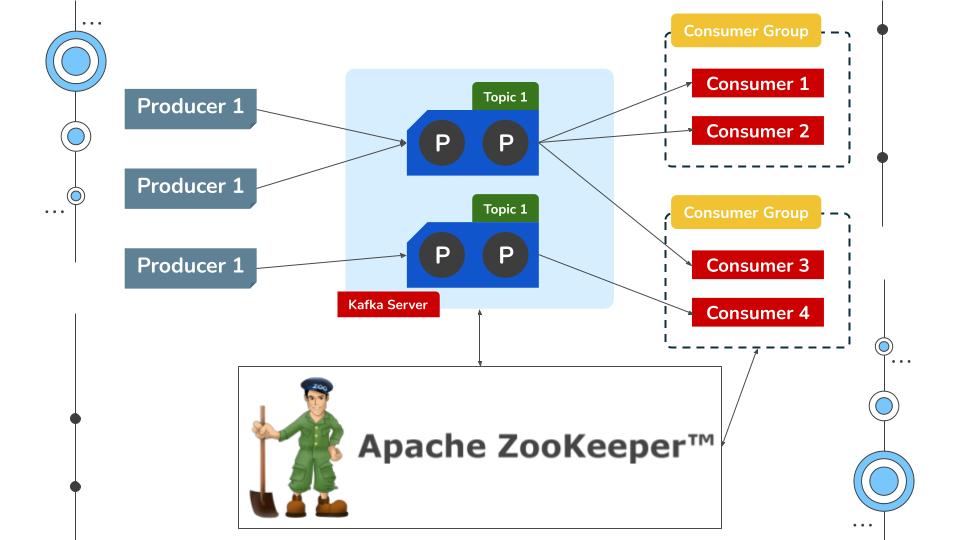 Consumer Group
Topic 1
Producer 1
P P
Consumer 1
Consumer 2
Producer 1
Topic 1
P P
Consumer Group
Producer 1
Kafka Server
Consumer 3
Consumer 4
ZOO
Apache ZooKeeper™